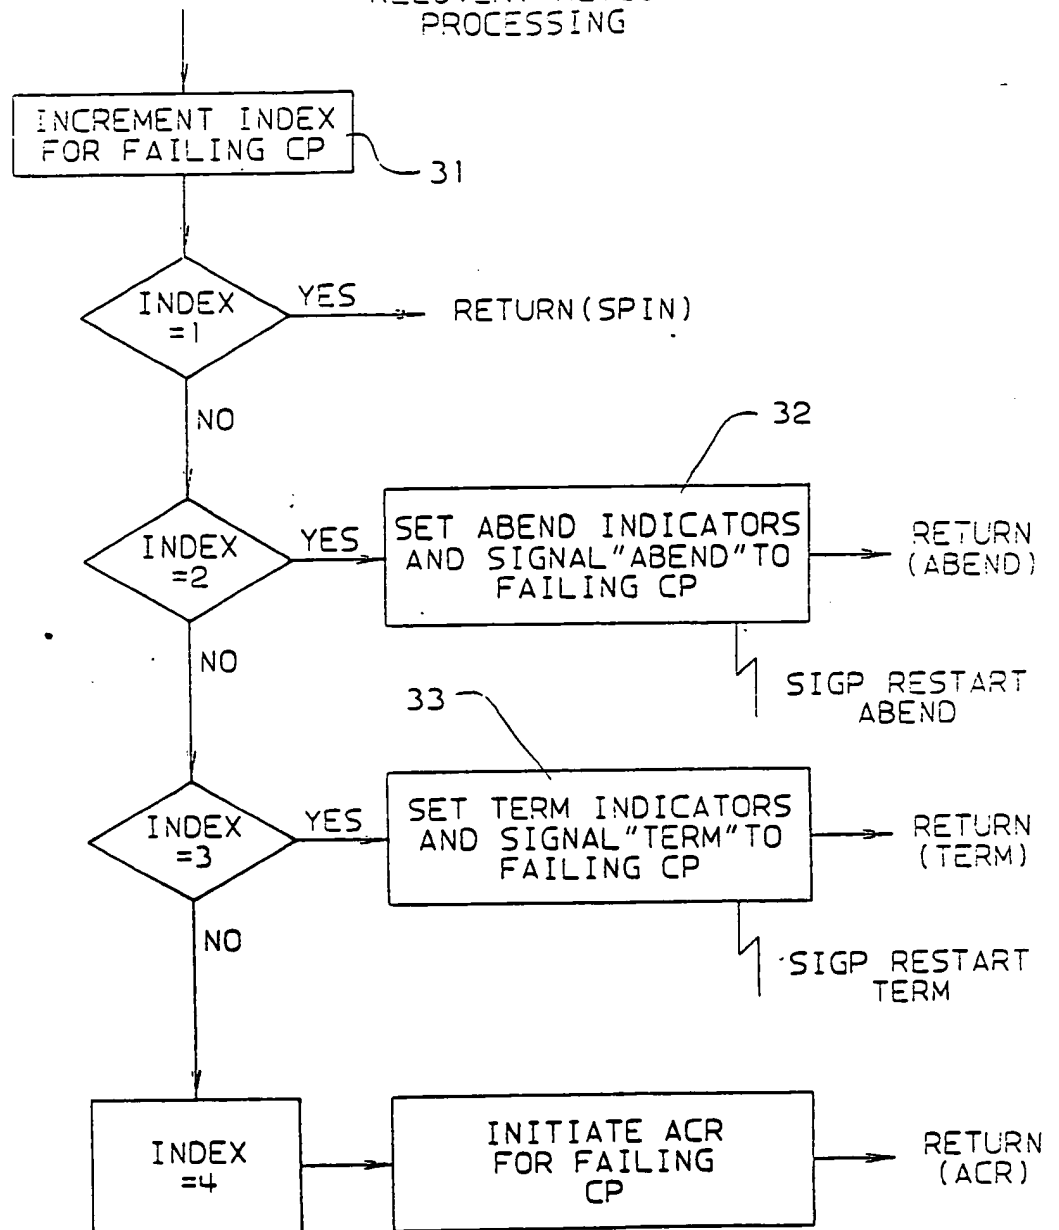 PROCESSING
INCREMENT INDEX
FOR FAILING CP
31
INDEX
=1
YES
RETURN(SPIN)
NO
32
INDEX
=2
YES
SET ABEND INDICATORS
AND SIGNAL"ABEND"TO
FAILING CP
RETURN
(ABEND)
NO
SIGP RESTART
ABEND
33
INDEX
=3
YES
SET TERM INDICATORS
AND SIGNAL"TERM"TO
FAILING CP
RETURN
(TERM)
NO
SIGP RESTART
TERM
INDEX
=4
INITIATE ACR
FOR FAILING
CP
RETURN
(ACR)